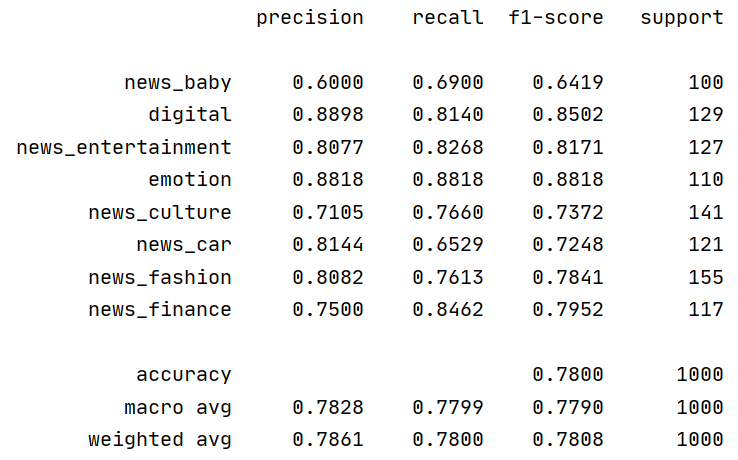 precision recall f1-score support
news_baby 0.6000 0.6900 0.6419 100
digital 0.8898 0.8140 0.8502 129
news_entertainment 0.8077 0.8268 0.8171 127
emotion 0.8818 0.8818 0.8818 110
news_culture 0.7105 0.7660 0.7372 141
news_car 0.8144 0.6529 0.7248 121
news_fashion 0.8082 0.7613 0.7841 155
news_finance 0.7500 0.8462 0.7952 117
accuracy 0.7800 1000
macro avg 0.7828 0.7799 0.7790 1000
weighted avg 0.7861 0.7800 0.7808 1000